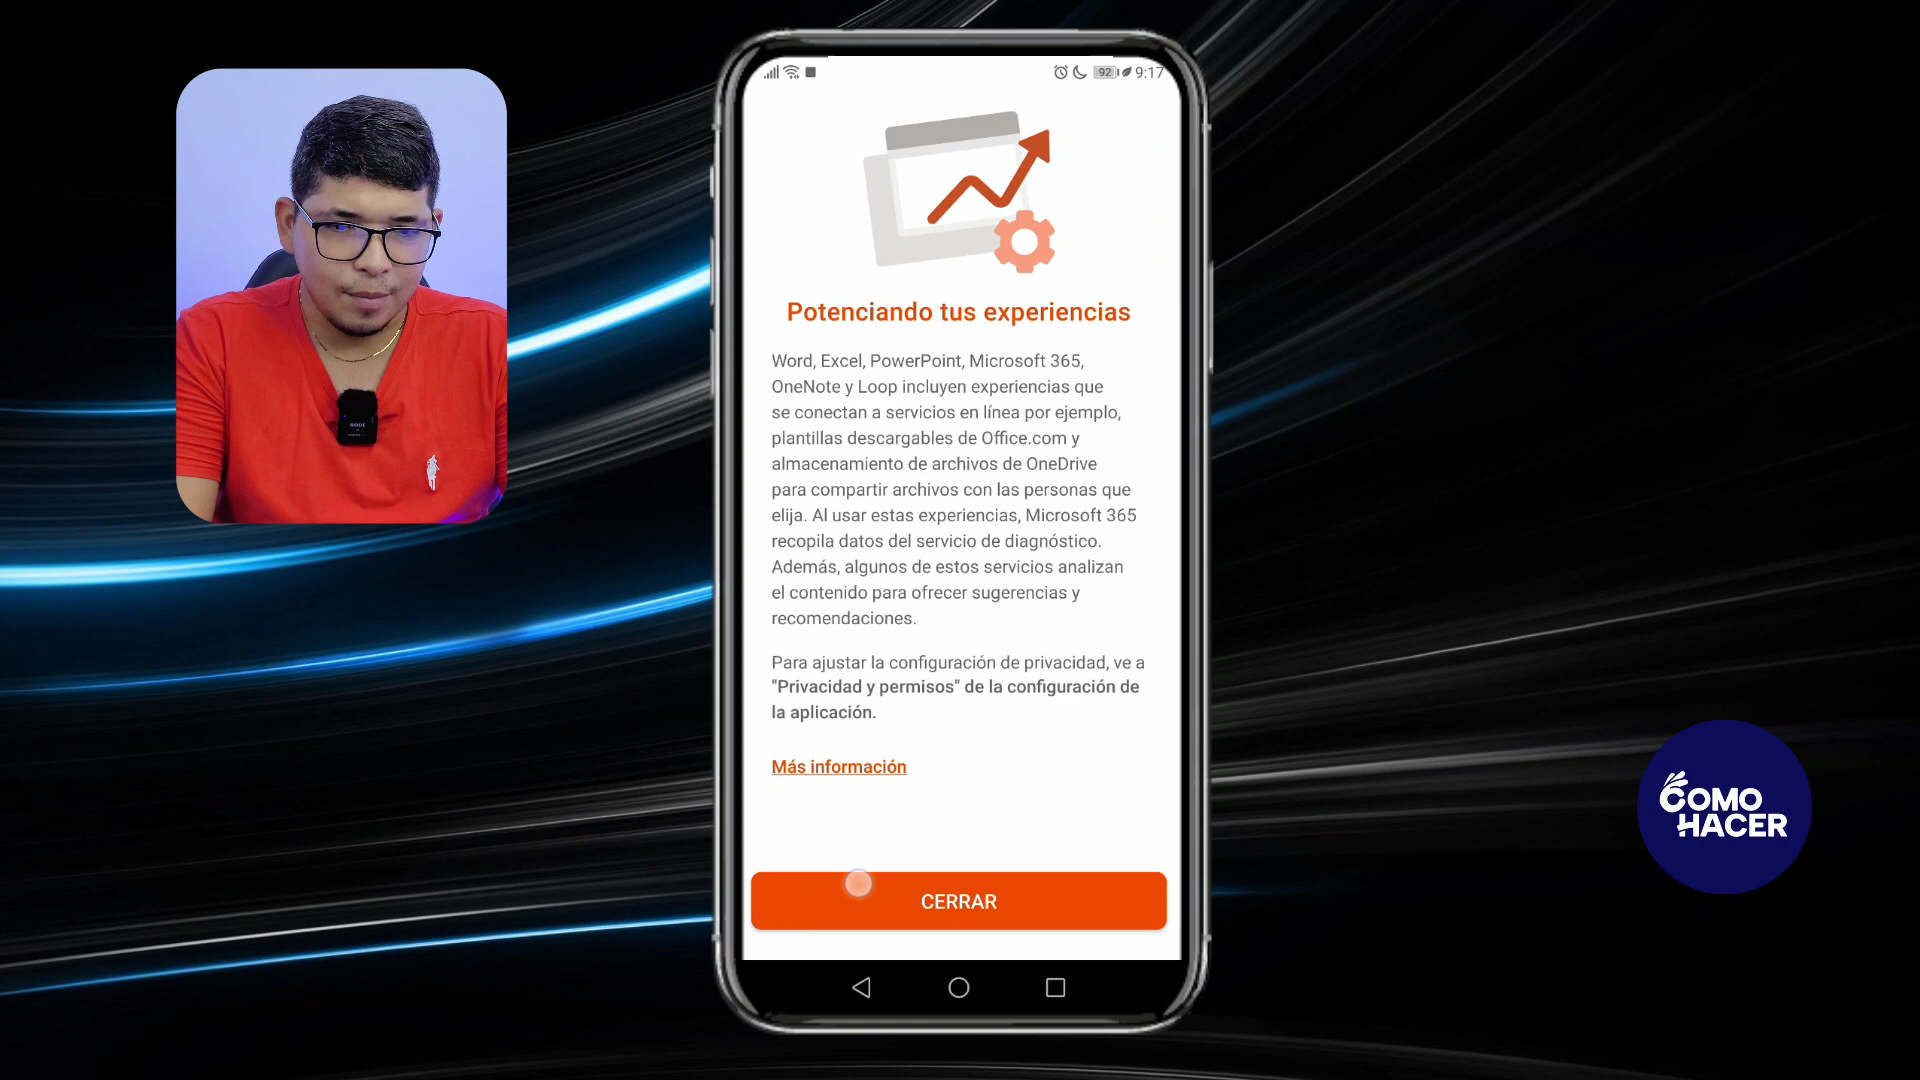 92 9:17
Potenciando tus experiencias
Word, Excel, PowerPoint, Microsoft 365,
OneNote y Loop incluyen experiencias que
se conectan a servicios en línea por ejemplo,
plantillas descargables de Office.com y
almacenamiento de archivos de OneDrive
para compartir archivos con las personas que
elija. Al usar estas experiencias, Microsoft 365
recopila datos del servicio de diagnóstico.
Además, algunos de estos servicios analizan
el contenido para ofrecer sugerencias y
recomendaciones.
Para ajustar la configuración de privacidad, ve a
"Privacidad y permisos" de la configuración de
la aplicación.
Más información
CERRAR
RODE
COMO
HACER